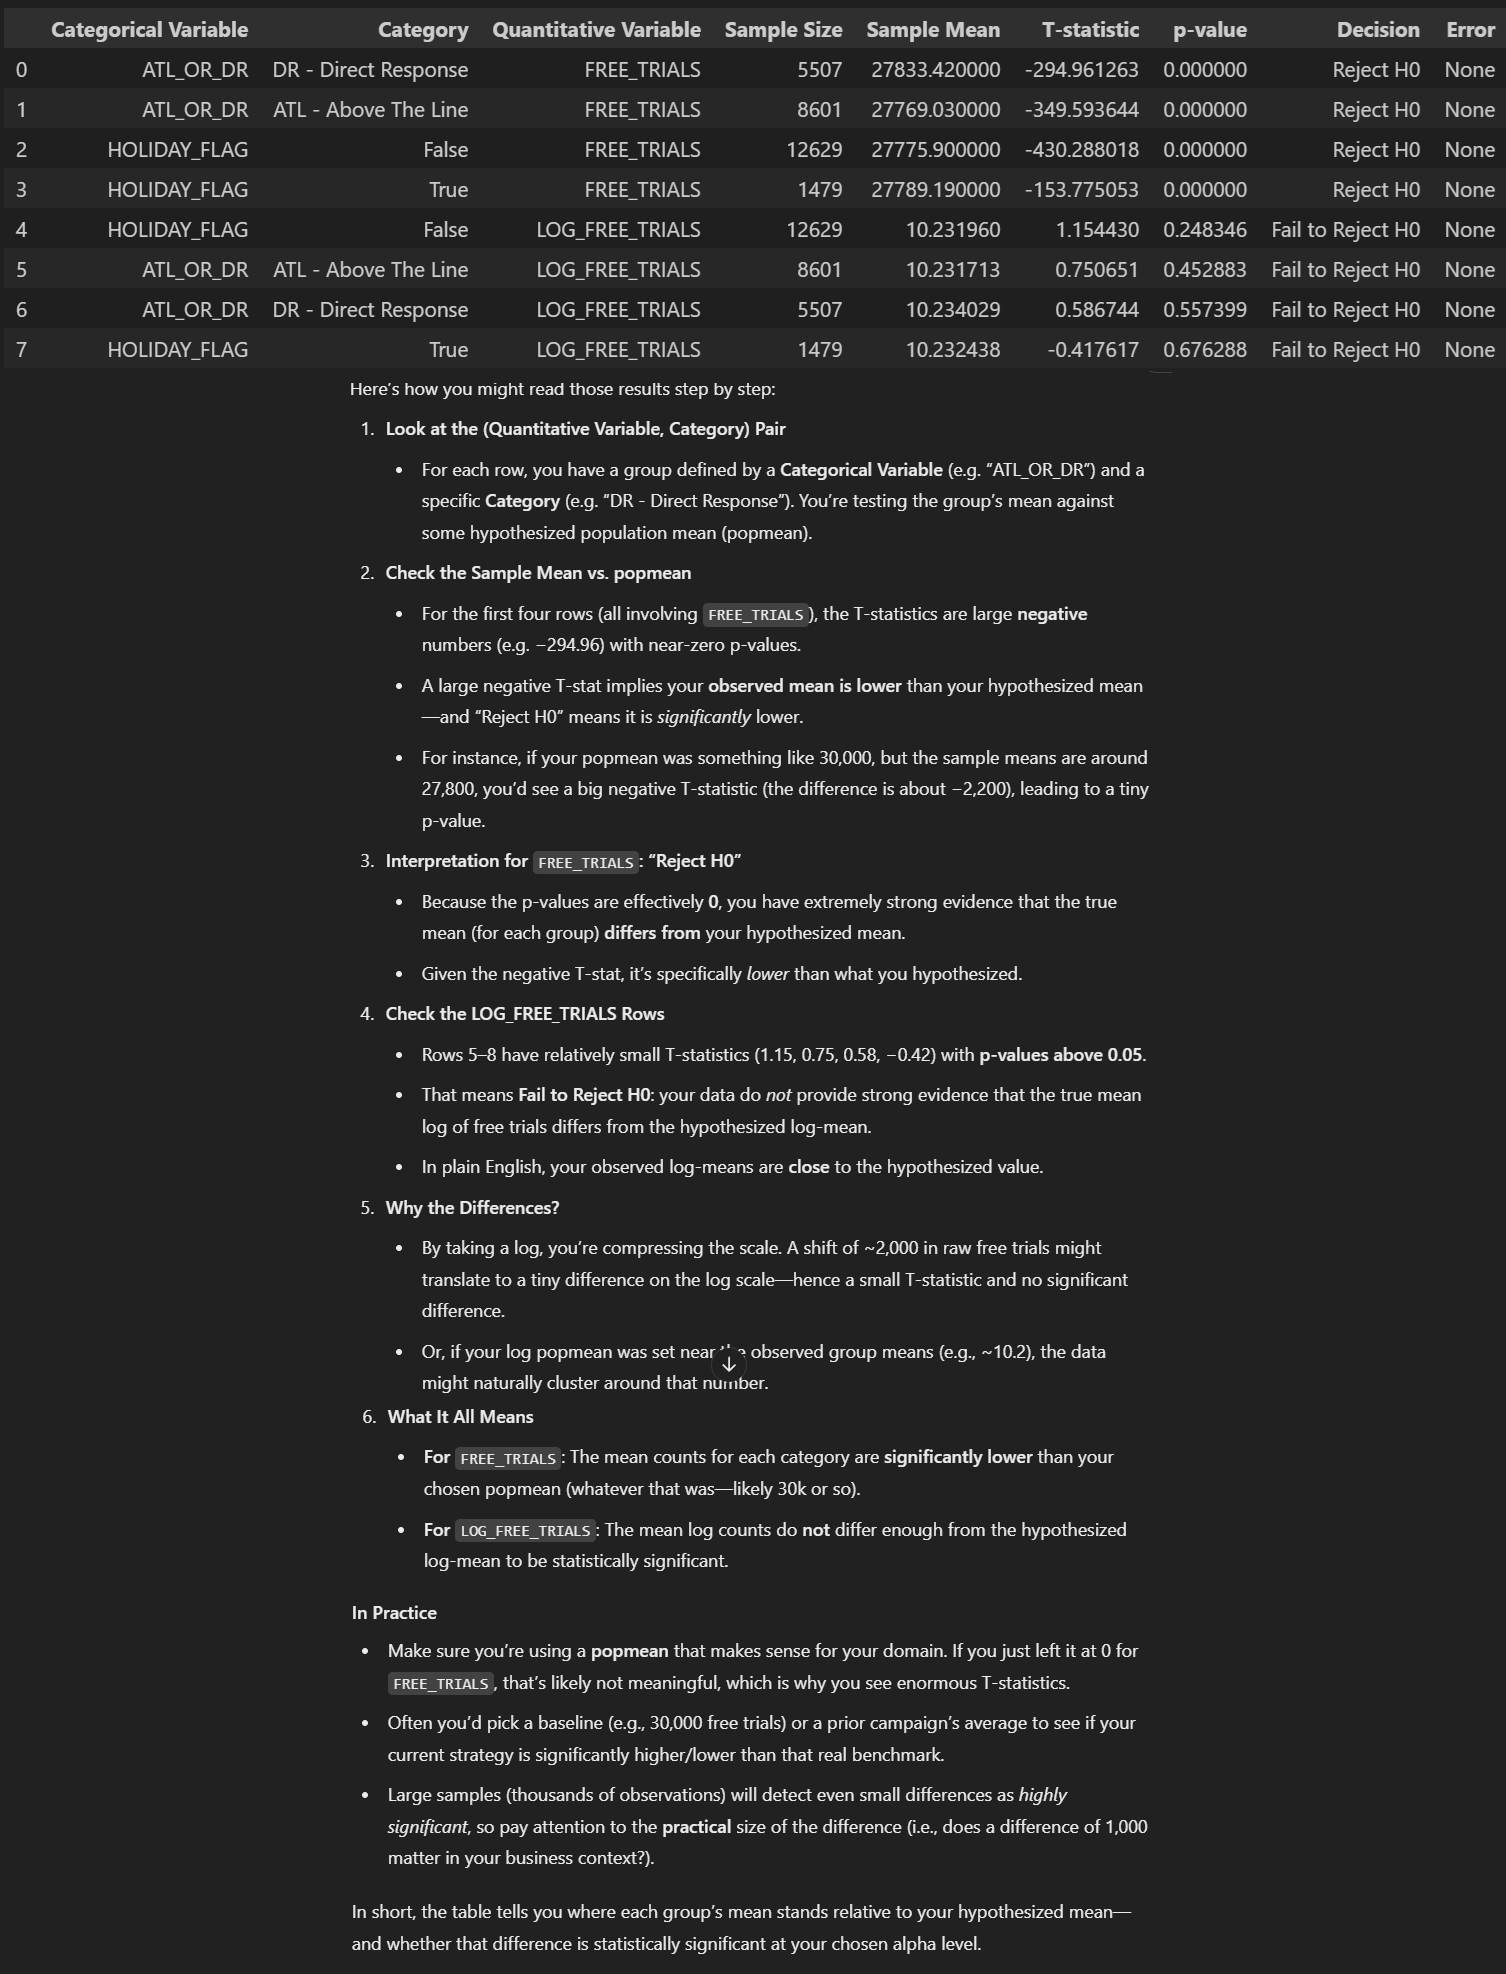 Categorical Variable Category Quantitative Variable Sample Size Sample Mean T-statistic p-value Decision Error
0 ATL_OR_DR DR - Direct Response FREE_TRIALS 5507 27833.420000 -294.961263 0.000000 Reject H0 None
1 ATL_OR_DR ATL - Above The Line FREE_TRIALS 8601 27769.030000 -349.593644 0.000000 Reject H0 None
2 HOLIDAY_FLAG False FREE_TRIALS 12629 27775.900000 -430.288018 0.000000 Reject H0 None
3 HOLIDAY_FLAG True FREE_TRIALS 1479 27789.190000 -153.775053 0.000000 Reject H0 None
4 HOLIDAY_FLAG False LOG_FREE_TRIALS 12629 10.231960 1.154430 0.248346 Fail to Reject H0 None
5 ATL_OR_DR ATL - Above The Line LOG_FREE_TRIALS 8601 10.231713 0.750651 0.452883 Fail to Reject H0 None
6 ATL_OR_DR DR - Direct Response LOG_FREE_TRIALS 5507 10.234029 0.586744 0.557399 Fail to Reject H0 None
7 HOLIDAY_FLAG True LOG_FREE_TRIALS 1479 10.232438 -0.417617 0.676288 Fail to Reject H0 None
Here's how you might read those results step by step:
1. Look at the (Quantitative Variable, Category) Pair
• For each row, you have a group defined by a Categorical Variable (e.g. “ATL_OR_DR”) and a
specific Category (e.g. “DR - Direct Response”). You're testing the group's mean against
some hypothesized population mean (popmean).
2. Check the Sample Mean vs. popmean
• For the first four rows (all involving FREE_TRIALS), the T-statistics are large negative
numbers (e.g. −294.96) with near-zero p-values.
• A large negative T-stat implies your observed mean is lower than your hypothesized mean
—and “Reject H0” means it is significantly lower.
• For instance, if your popmean was something like 30,000, but the sample means are around
27,800, you'd see a big negative T-statistic (the difference is about −2,200), leading to a tiny
p-value.
3. Interpretation for FREE_TRIALS: “Reject H0”
• Because the p-values are effectively 0, you have extremely strong evidence that the true
mean (for each group) differs from your hypothesized mean.
• Given the negative T-stat, it's specifically lower than what you hypothesized.
4. Check the LOG_FREE_TRIALS Rows
• Rows 5–8 have relatively small T-statistics (1.15, 0.75, 0.58, −0.42) with p-values above 0.05.
• That means Fail to Reject H0: your data do not provide strong evidence that the true mean
log of free trials differs from the hypothesized log-mean.
• In plain English, your observed log-means are close to the hypothesized value.
5. Why the Differences?
• By taking a log, you're compressing the scale. A shift of ~2,000 in raw free trials might
translate to a tiny difference on the log scale—hence a small T-statistic and no significant
difference.
• Or, if your log popmean was set near the observed group means (e.g., ~10.2), the data
might naturally cluster around that number.
6. What It All Means
• For FREE_TRIALS: The mean counts for each category are significantly lower than your
chosen popmean (whatever that was—likely 30k or so).
• For LOG_FREE_TRIALS: The mean log counts do not differ enough from the hypothesized
log-mean to be statistically significant.
In Practice
• Make sure you're using a popmean that makes sense for your domain. If you just left it at 0 for
FREE_TRIALS, that's likely not meaningful, which is why you see enormous T-statistics.
• Often you'd pick a baseline (e.g., 30,000 free trials) or a prior campaign's average to see if your
current strategy is significantly higher/lower than that real benchmark.
• Large samples (thousands of observations) will detect even small differences as highly
significant, so pay attention to the practical size of the difference (i.e., does a difference of 1,000
matter in your business context?).
In short, the table tells you where each group's mean stands relative to your hypothesized mean—
and whether that difference is statistically significant at your chosen alpha level.